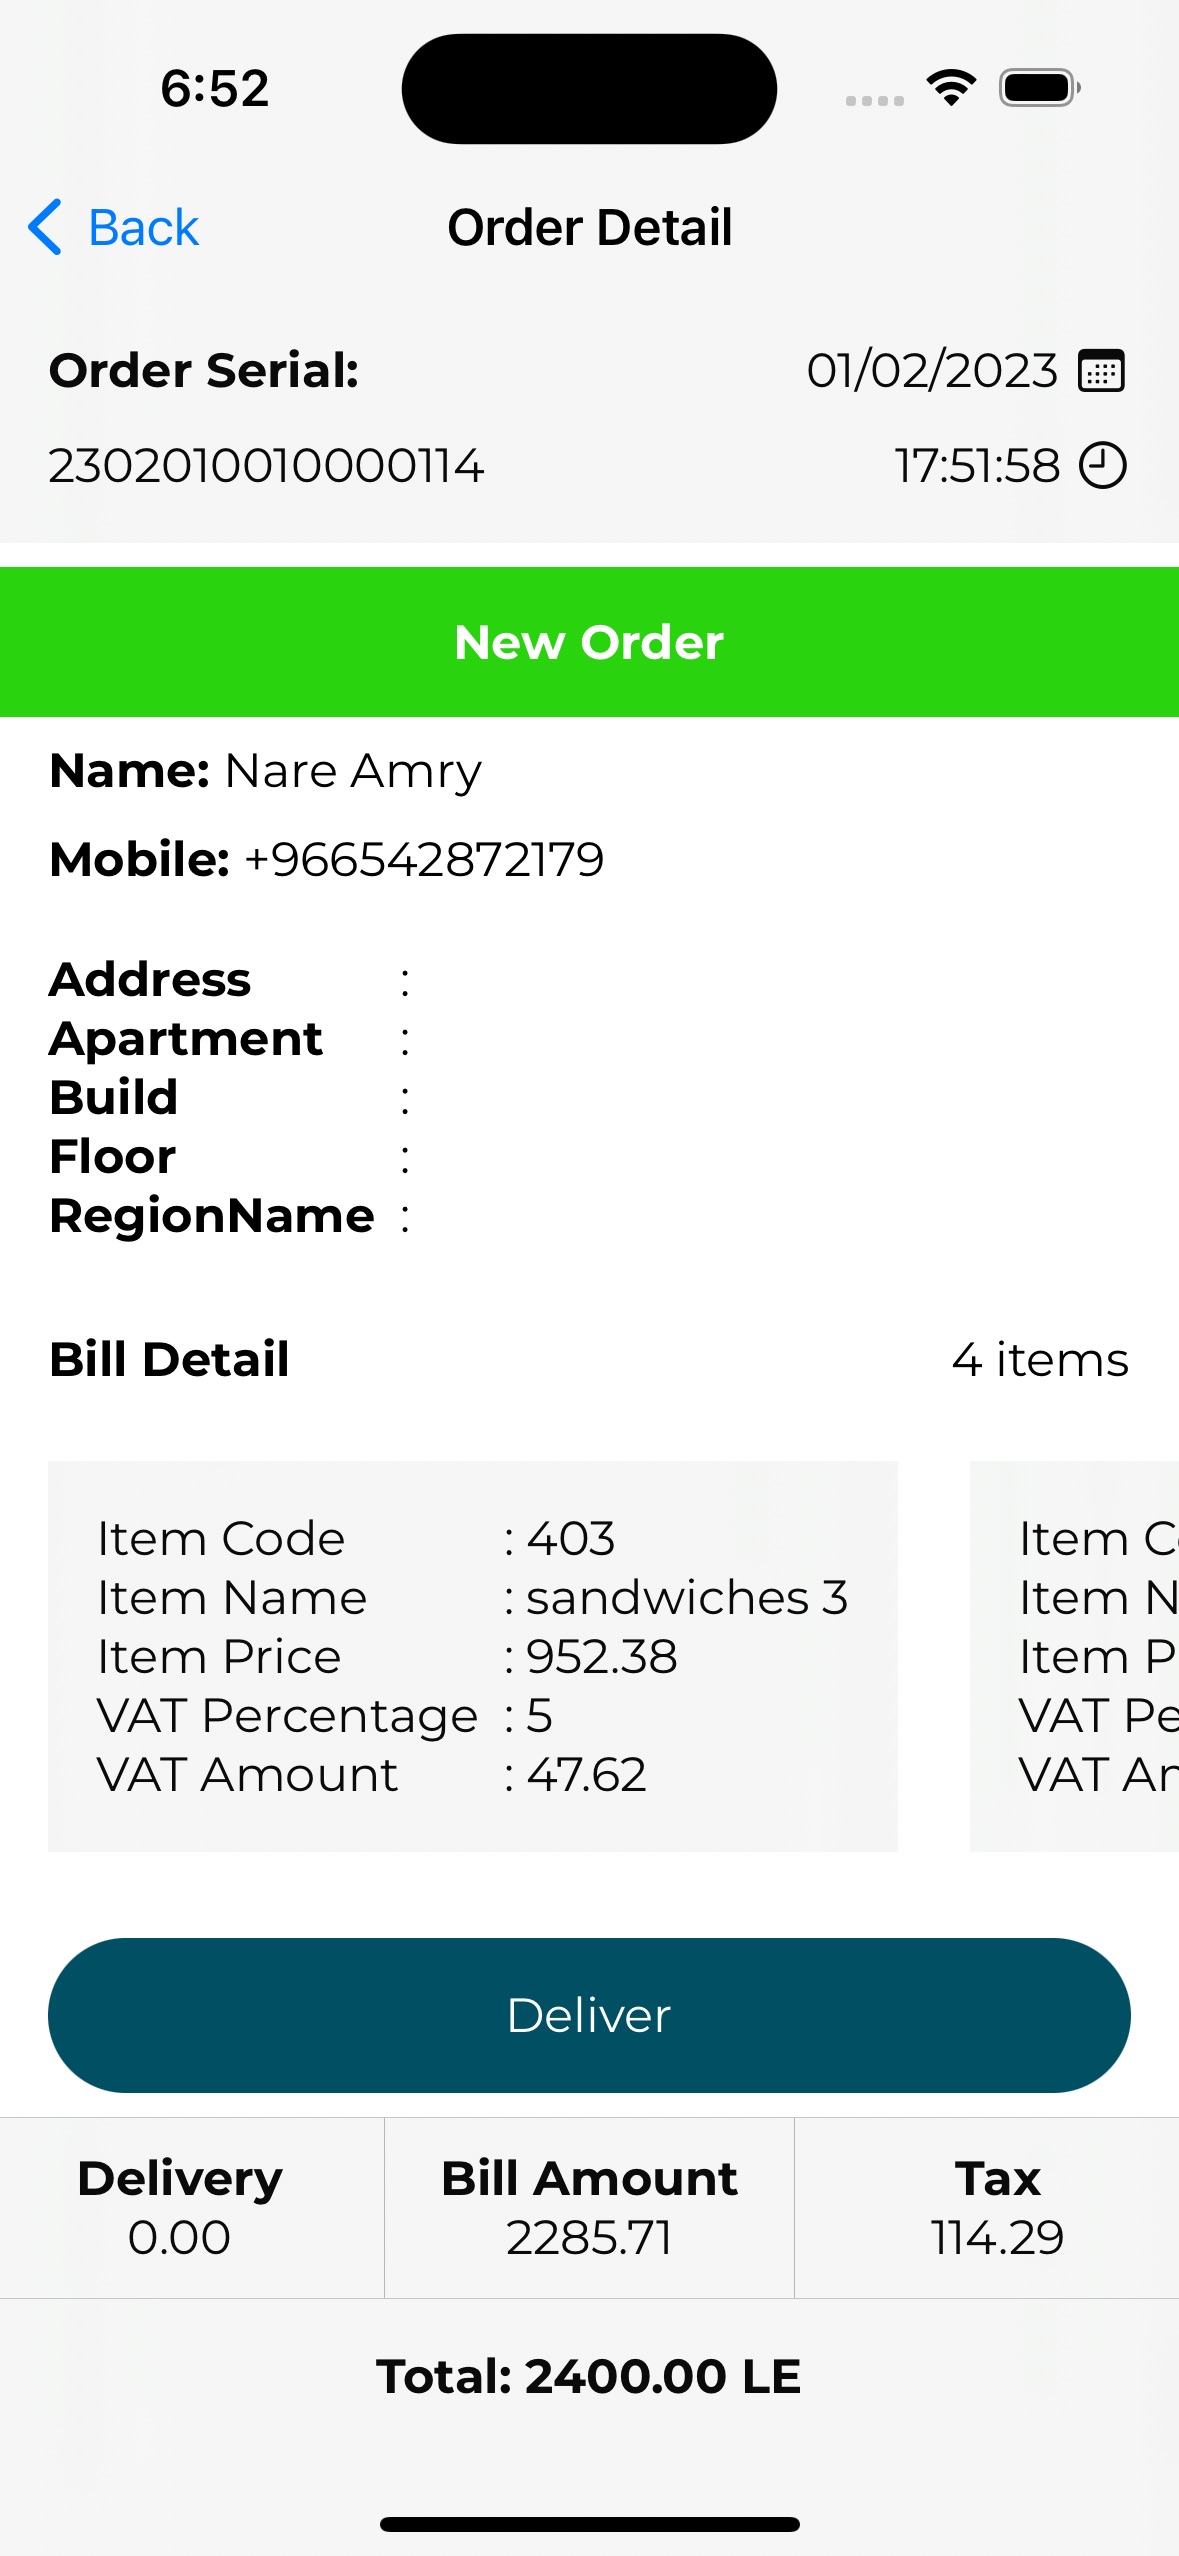 6:52
Back
Order Detail
Order Serial:
01/02/2023
2302010010000114
17:51:58
New Order
Name: Nare Amry
Mobile: +966542872179
Address :
Apartment :
Build :
Floor :
RegionName :
Bill Detail
4 items
Item Code : 403
Item Name : sandwiches 3
Item Price : 952.38
VAT Percentage : 5
VAT Amount : 47.62
Item C
Item N
Item P
VAT Pe
VAT A
Deliver
Delivery
0.00
Bill Amount
2285.71
Tax
114.29
Total: 2400.00 LE